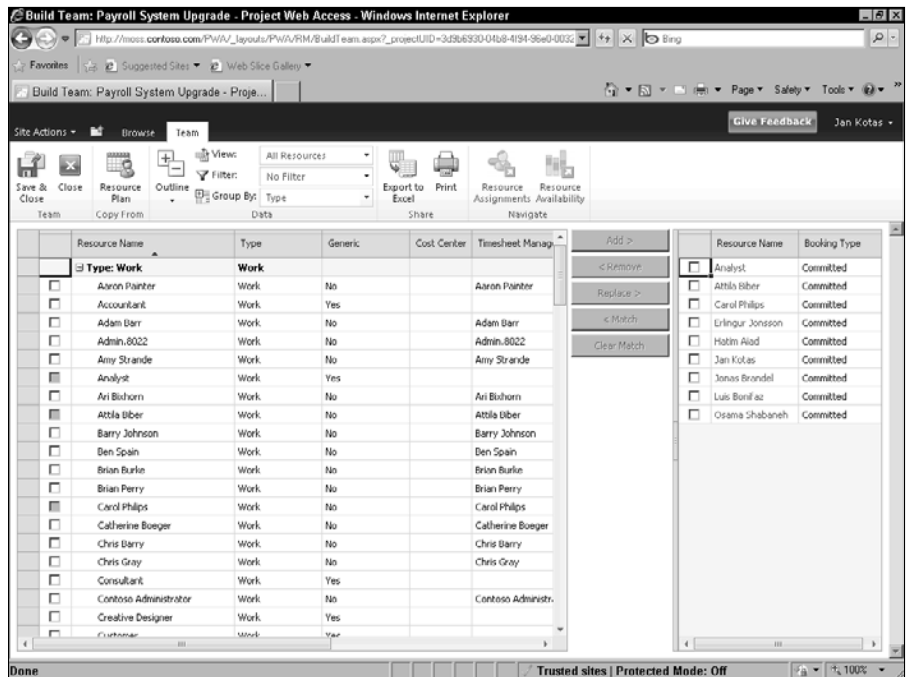 Build Team: Payroll System Upgrade - Project Web Access - Windows Internet Explorer
Bing
Favorites Suggested Sites Web Slice Gallery
Build Team: Payroll System Upgrade - Proje...
Page Safety Tools
Give Feedback Jan Kotas
Site Actions Browse Team
Save & Close Close Resource Plan Outline View: All Resources Filter: No Filter Group By: Type Export to Excel Print Resource Assignments Resource Availability
Team Copy From Data Share Navigate
Resource Name Type Generic Cost Center Timesheet Manag
Type: Work Work
Aaron Painter Work No Aaron Painter
Accountant Work Yes
Adam Barr Work No Adam Barr
Admin.8022 Work No Admin.8022
Amy Strande Work No Amy Strande
Analyst Work Yes
Ari Bixhorn Work No Ari Bixhorn
Attila Biber Work No Attila Biber
Barry Johnson Work No Barry Johnson
Ben Spain Work No Ben Spain
Brian Burke Work No Brian Burke
Brian Perry Work No Brian Perry
Carol Philips Work No Carol Philips
Catherine Boeger Work No Catherine Boeger
Chris Barry Work No Chris Barry
Chris Gray Work No Chris Gray
Consultant Work Yes
Contoso Administrator Work No Contoso Administr
Creative Designer Work Yes
Customer Work Yes
Add >
< Remove
Replace >
< Match
Clear Match
Resource Name Booking Type
Analyst Committed
Attila Biber Committed
Carol Philips Committed
Erlingur Jonsson Committed
Hatim Aiad Committed
Jan Kotas Committed
Jonas Brandel Committed
Luis Bonifaz Committed
Osama Shabaneh Committed
Done Trusted sites | Protected Mode: Off 100%